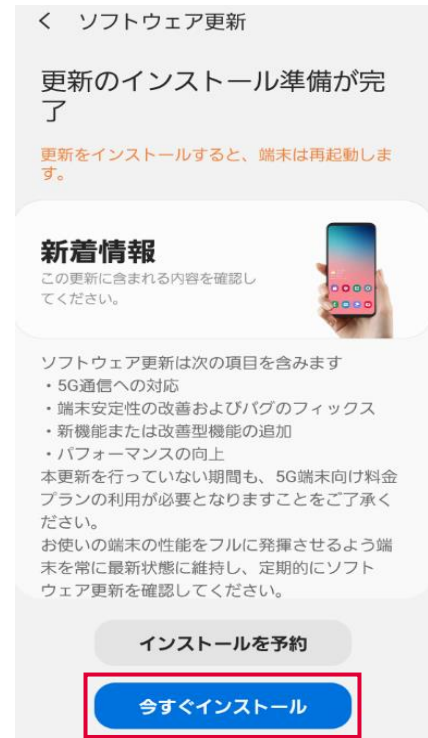 く ソフトウェア更新
更新のインストール準備が完
了
更新をインストールすると、端末は再起動しま
す。
新着情報
この更新に含まれる内容を確認し
てください。
ソフトウェア更新は次の項目を含みます
・5G通信への対応
・端末安定性の改善およびバグのフィックス
・新機能または改善型機能の追加
・パフォーマンスの向上
本更新を行っていない期間も、5G端末向け料金
プランの利用が必要となりますことをご了承く
ださい。
お使いの端末の性能をフルに発揮させるよう端
末を常に最新状態に維持し、定期的にソフト
ウェア更新を確認してください。
インストールを予約
今すぐインストール